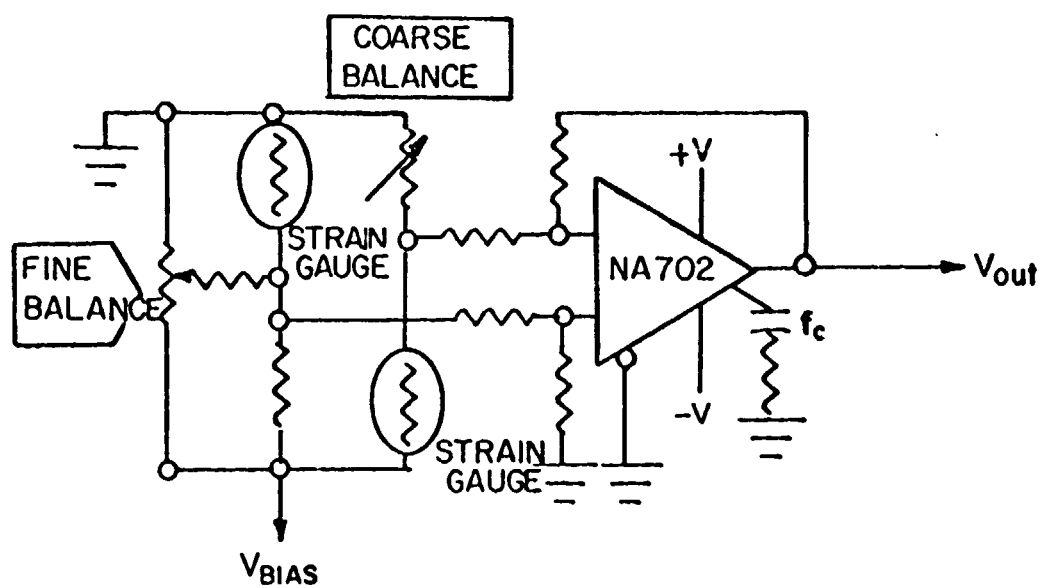 COARSE
BALANCE
+V
STRAIN
GAUGE
NA702
FINE
BALANCE
Vout
fc
-V
STRAIN
GAUGE
VBIAS